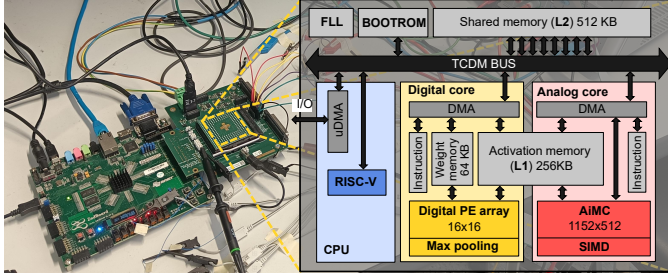 FLL
BOOTROM
Shared memory (L2) 512 KB
TCDM BUS
I/O
uDMA
RISC-V
CPU
Digital core
DMA
Instruction
Weight
memory
64 KB
Activation memory
(L1) 256KB
Digital PE array
16x16
Max pooling
Analog core
DMA
Instruction
AiMC
1152x512
SIMD